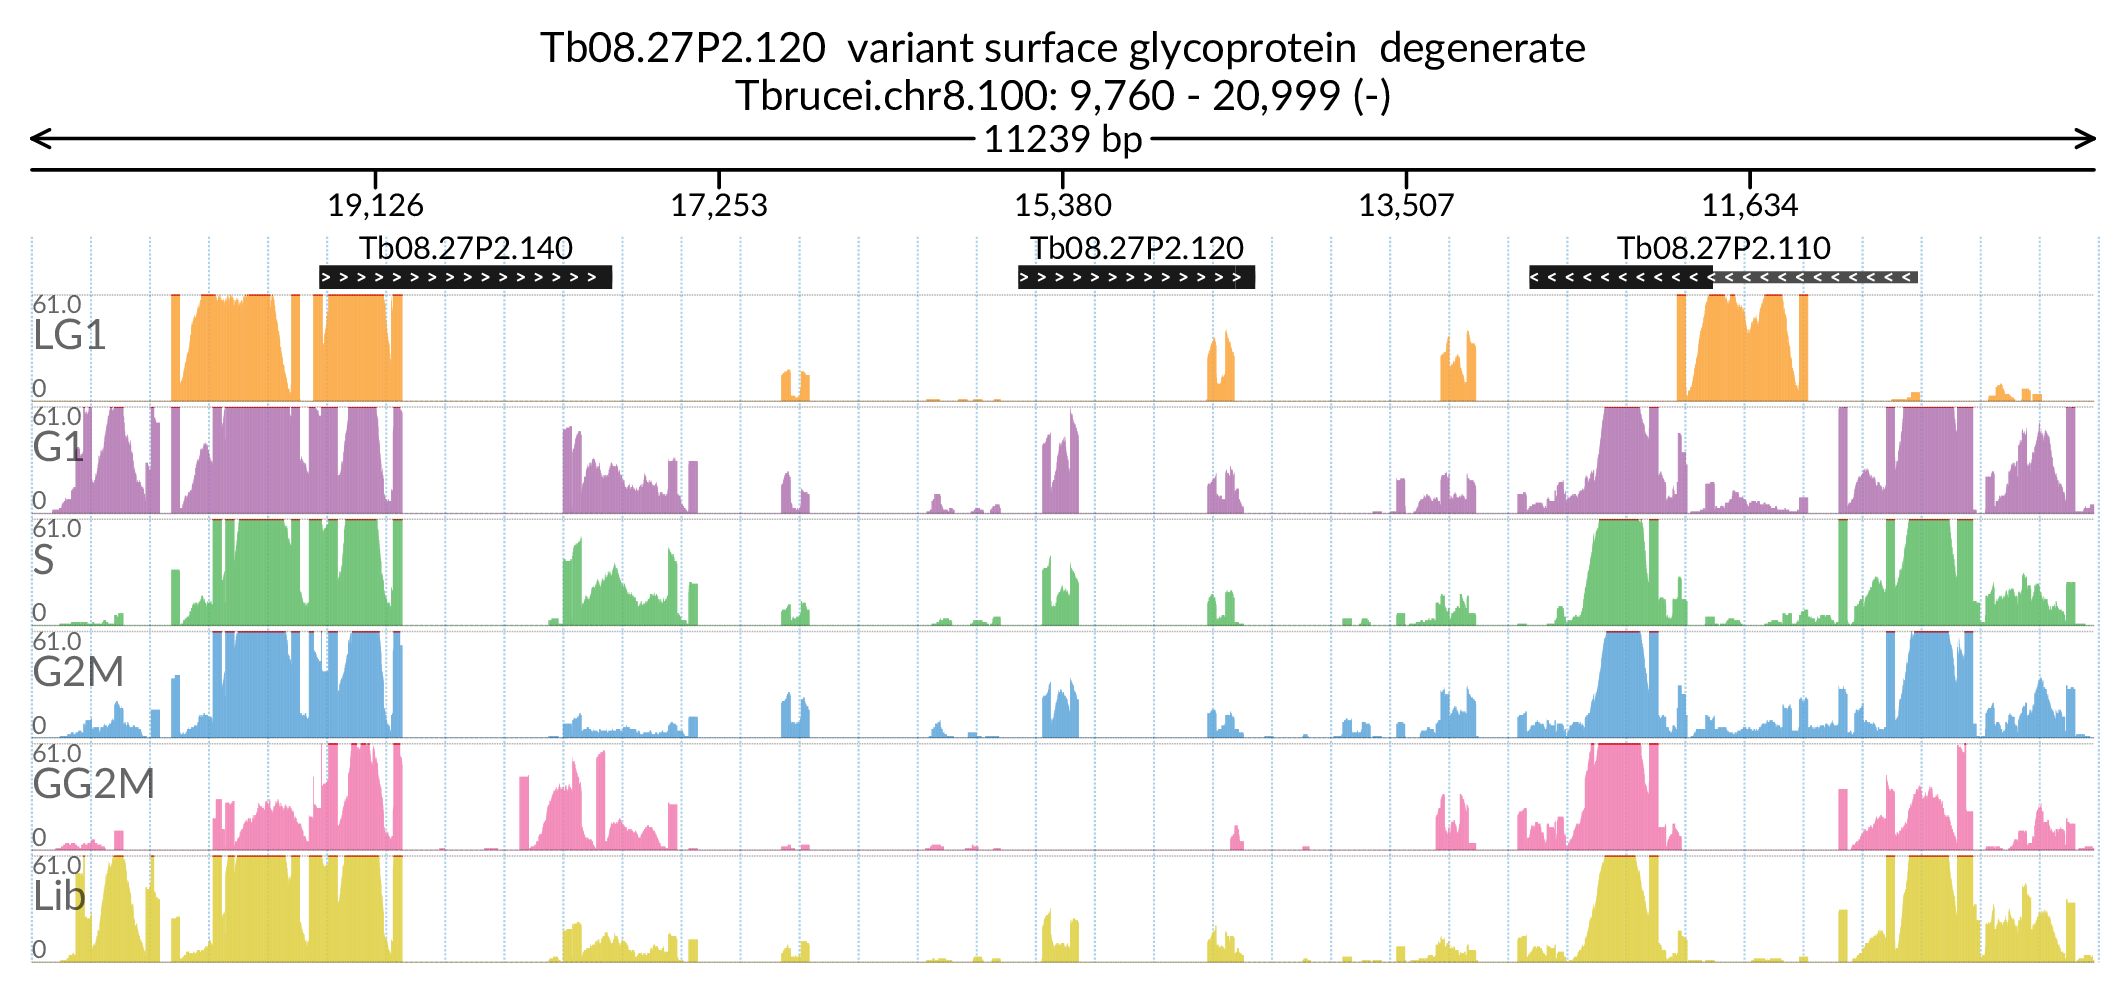 Tb08.27P2.120  variant surface glycoprotein  degenerate
Tbrucei.chr8.100: 9,760 - 20,999 (-)
11239 bp
19,126 17,253 15,380 13,507 11,634
Tb08.27P2.140 Tb08.27P2.120 Tb08.27P2.110
61.0
LG1
0
61.0
G1
0
61.0
S
0
61.0
G2M
0
61.0
GG2M
0
61.0
Lib
0